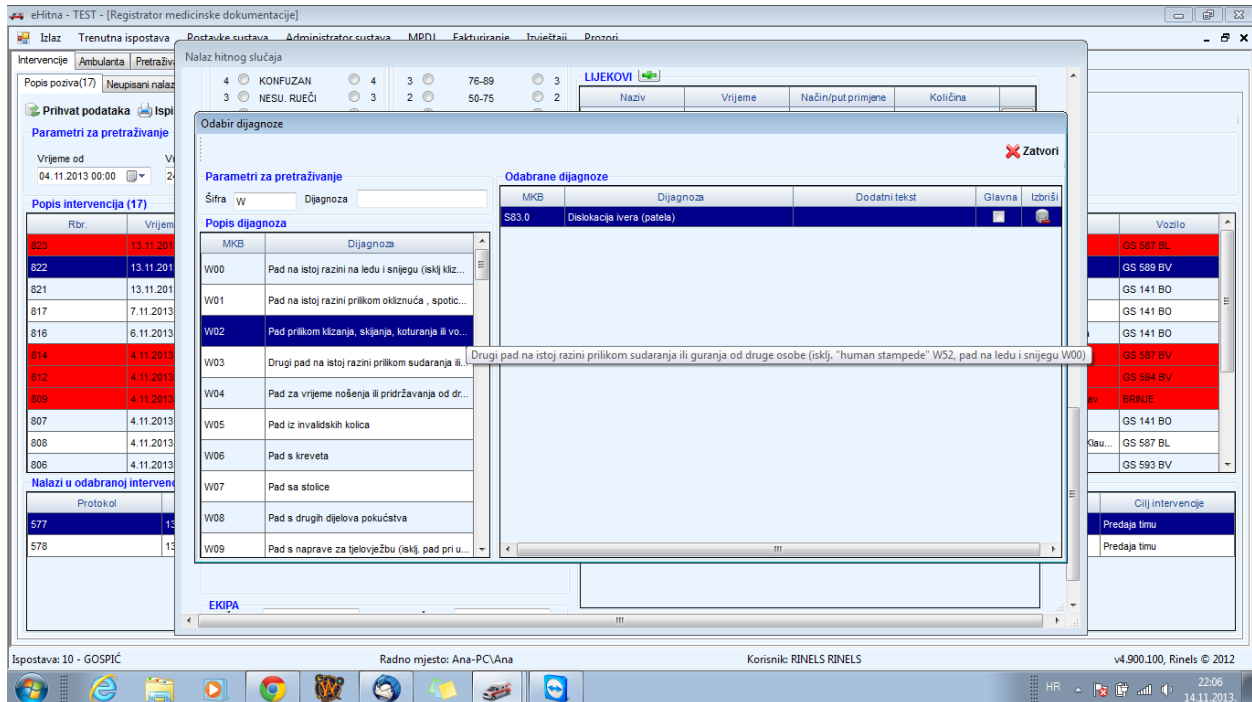 eHitna - TEST - [Registrator medicinske dokumentacije]
Izlaz Trenutna ispostava Postavke sustava Administrator sustava MPDI Fakturiranje Izvještaji Prozori
Intervencije Ambulanta
Popis poziva(17) Neupisani nalaz
Prihvat podataka
Parametri za pretraživanje
Vrijeme od
04.11.2013 00:00
Popis intervencija (17)
Rbr. Vozilo
823 13.11.201 GS 587 BL
822 13.11.201 GS 589 BV
821 13.11.201 GS 141 BO
817 7.11.2013 GS 141 BO
816 6.11.2013 GS 141 BO
814 4.11.2013 GS 587 BV
812 4.11.2013 GS 594 BV
809 4.11.2013 BRINJE
807 4.11.2013 GS 141 BO
808 4.11.2013 Klau... GS 587 BL
806 4.11.2013 GS 593 BV
Nalazi u odabranoj
Protokol Cilj intervencije
577 13 Predaja timu
578 13 Predaja timu
Nalaz hitnog slučaja
4 KONFUZAN 4 3 76-89 3
3 NESU. RIJEČI 3 2 50-75 2
LIJEKOVI
Naziv Vrijeme Način/put primjene Količina
Odabir dijagnoze
Zatvori
Parametri za pretraživanje
Šifra W Dijagnoza
Popis dijagnoza
MKB Dijagnoza
W00 Pad na istoj razini na ledu i snijegu (isklj kliz...
W01 Pad na istoj razini prilikom okliznuća , spotic...
W02 Pad prilikom klizanja, skijanja, koturanja ili vo...
W03 Drugi pad na istoj razini prilikom sudaranja ili...
W04 Pad za vrijeme nošenja ili pridržavanja od dr...
W05 Pad iz invalidskih kolica
W06 Pad s kreveta
W07 Pad sa stolice
W08 Pad s drugih dijelova pokućstva
W09 Pad s naprave za tjelovježbu (isklj. pad pri u...
Odabrane dijagnoze
MKB Dijagnoza Dodatni tekst Glavna Izbriši
S83.0 Dislokacija ivera (patela)
Drugi pad na istoj razini prilikom sudaranja ili guranja od druge osobe (isklj. "human stampede" W52, pad na ledu i snijegu W00)
EKIPA
Ispostava: 10 - GOSPIĆ Radno mjesto: Ana-PC\Ana Korisnik: RINELS RINELS v4.900.100, Rinels © 2012
HR 22:06
14.11.2013.